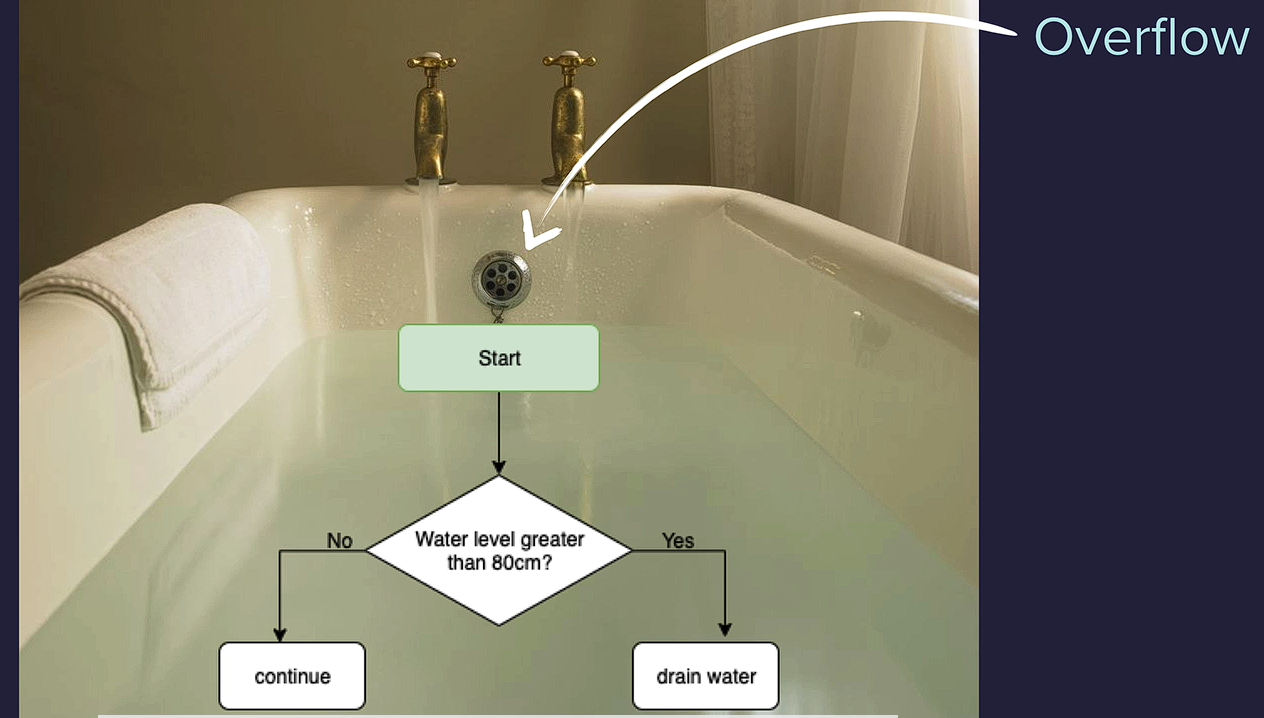 Overflow
Start
Water level greater
than 80cm?
No
Yes
continue
drain water